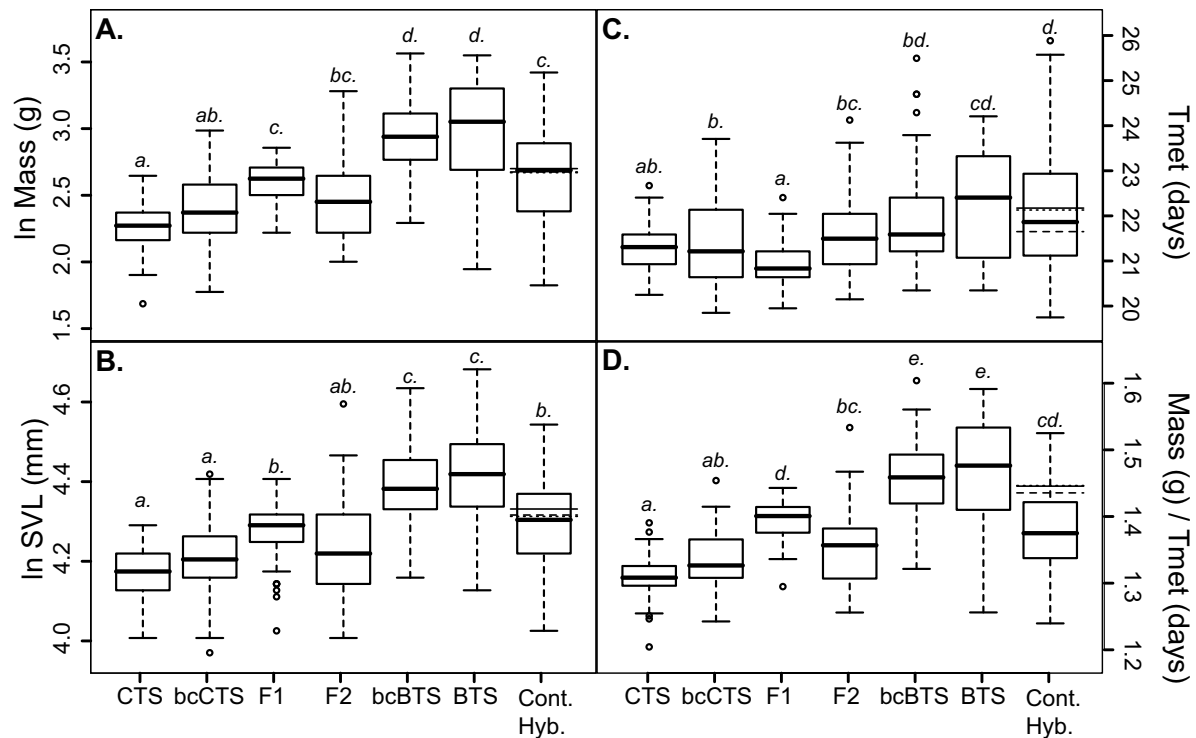 A.
ln Mass (g)
3.5
3.0
2.5
2.0
1.5
a.
ab.
c.
bc.
d.
d.
c.
C.
Tmet (days)
26
25
24
23
22
21
20
ab.
b.
a.
bc.
bd.
cd.
d.
B.
ln SVL (mm)
4.6
4.4
4.2
4.0
a.
a.
b.
ab.
c.
c.
b.
D.
Mass (g) / Tmet (days)
1.6
1.5
1.4
1.3
1.2
a.
ab.
d.
bc.
e.
e.
cd.
CTS bcCTS F1 F2 bcBTS BTS Cont.
Hyb.
CTS bcCTS F1 F2 bcBTS BTS Cont.
Hyb.